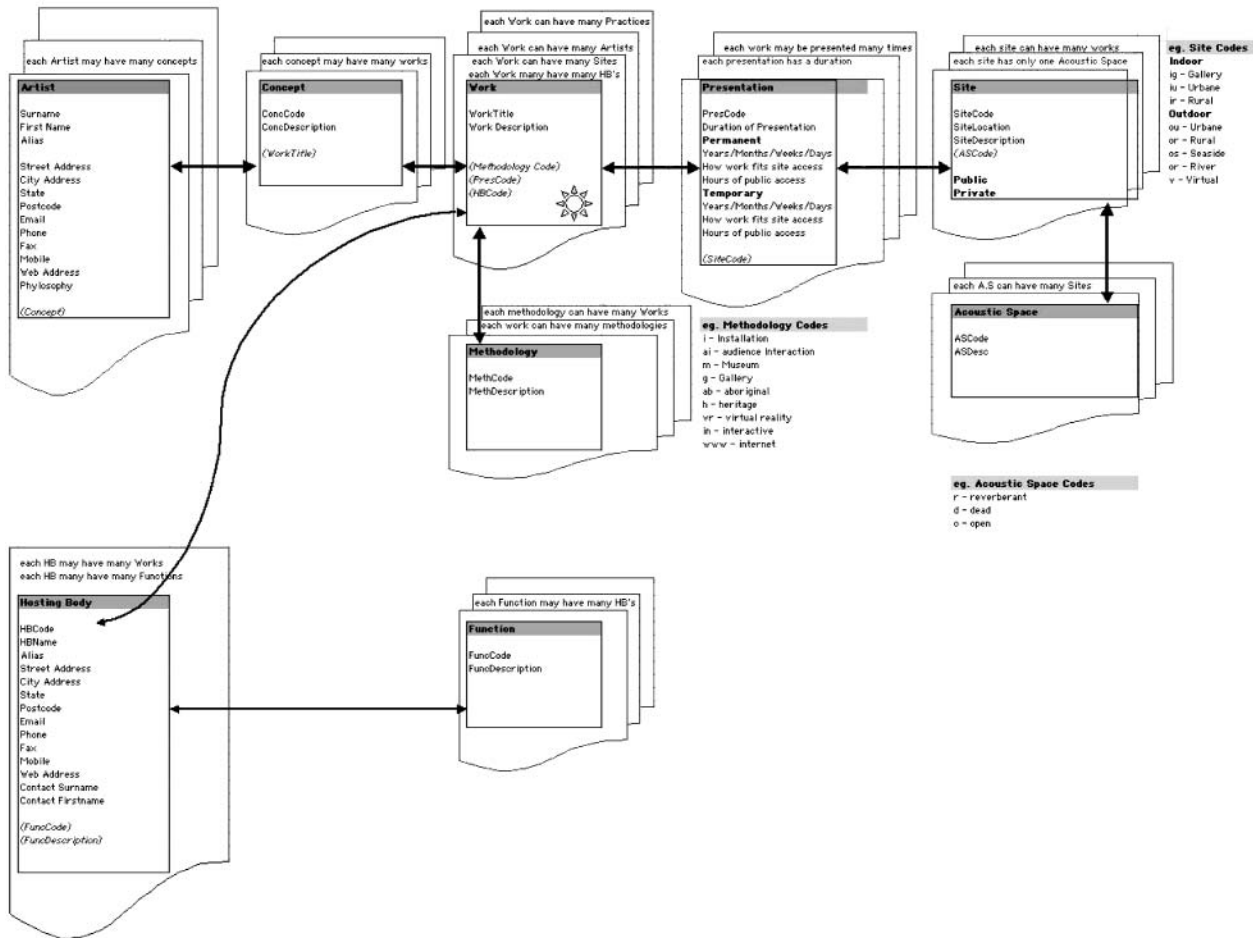 each Artist may have many concepts
Artist
Surname
First Name
Alias
Street Address
City Address
State
Postcode
Email
Phone
Fax
Mobile
Web Address
Phylosophy
(Concept)
each concept may have many works
Concept
ConcCode
ConcDescription
(WorkTitle)
each Work can have many Practices
each Work can have many Artists
each Work can have many Sites
each Work many have many HB's
Work
WorkTitle
Work Description
(Methodology Code)
(PresCode)
(HBCode)
each work may be presented many times
each presentation has a duration
Presentation
PresCode
Duration of Presentation
Permanent
Years/Months/Weeks/Days
How work fits site access
Hours of public access
Temporary
Years/Months/Weeks/Days
How work fits site access
Hours of public access
(SiteCode)
each site can have many works
each site has only one Acoustic Space
Site
SiteCode
SiteLocation
SiteDescription
(ASCode)
Public
Private
eg. Site Codes
Indoor
ig - Gallery
iu - Urbane
ir - Rural
Outdoor
ou - Urbane
or - Rural
os - Seaside
or - River
v - Virtual
each methodology can have many Works
each work can have many methodologies
Methodology
MethCode
MethDescription
eg. Methodology Codes
i - Installation
ai - audience Interaction
m - Museum
g - Gallery
ab - aboriginal
h - heritage
vr - virtual reality
in - interactive
www - internet
each A.S can have many Sites
Acoustic Space
ASCode
ASDesc
eg. Acoustic Space Codes
r - reverberant
d - dead
o - open
each HB may have many Works
each HB many have many Functions
Hosting Body
HBCode
HBName
Alias
Street Address
City Address
State
Postcode
Email
Phone
Fax
Mobile
Web Address
Contact Surname
Contact Firstname
(FuncCode)
(FuncDescription)
each Function may have many HB's
Function
FuncCode
FuncDescription